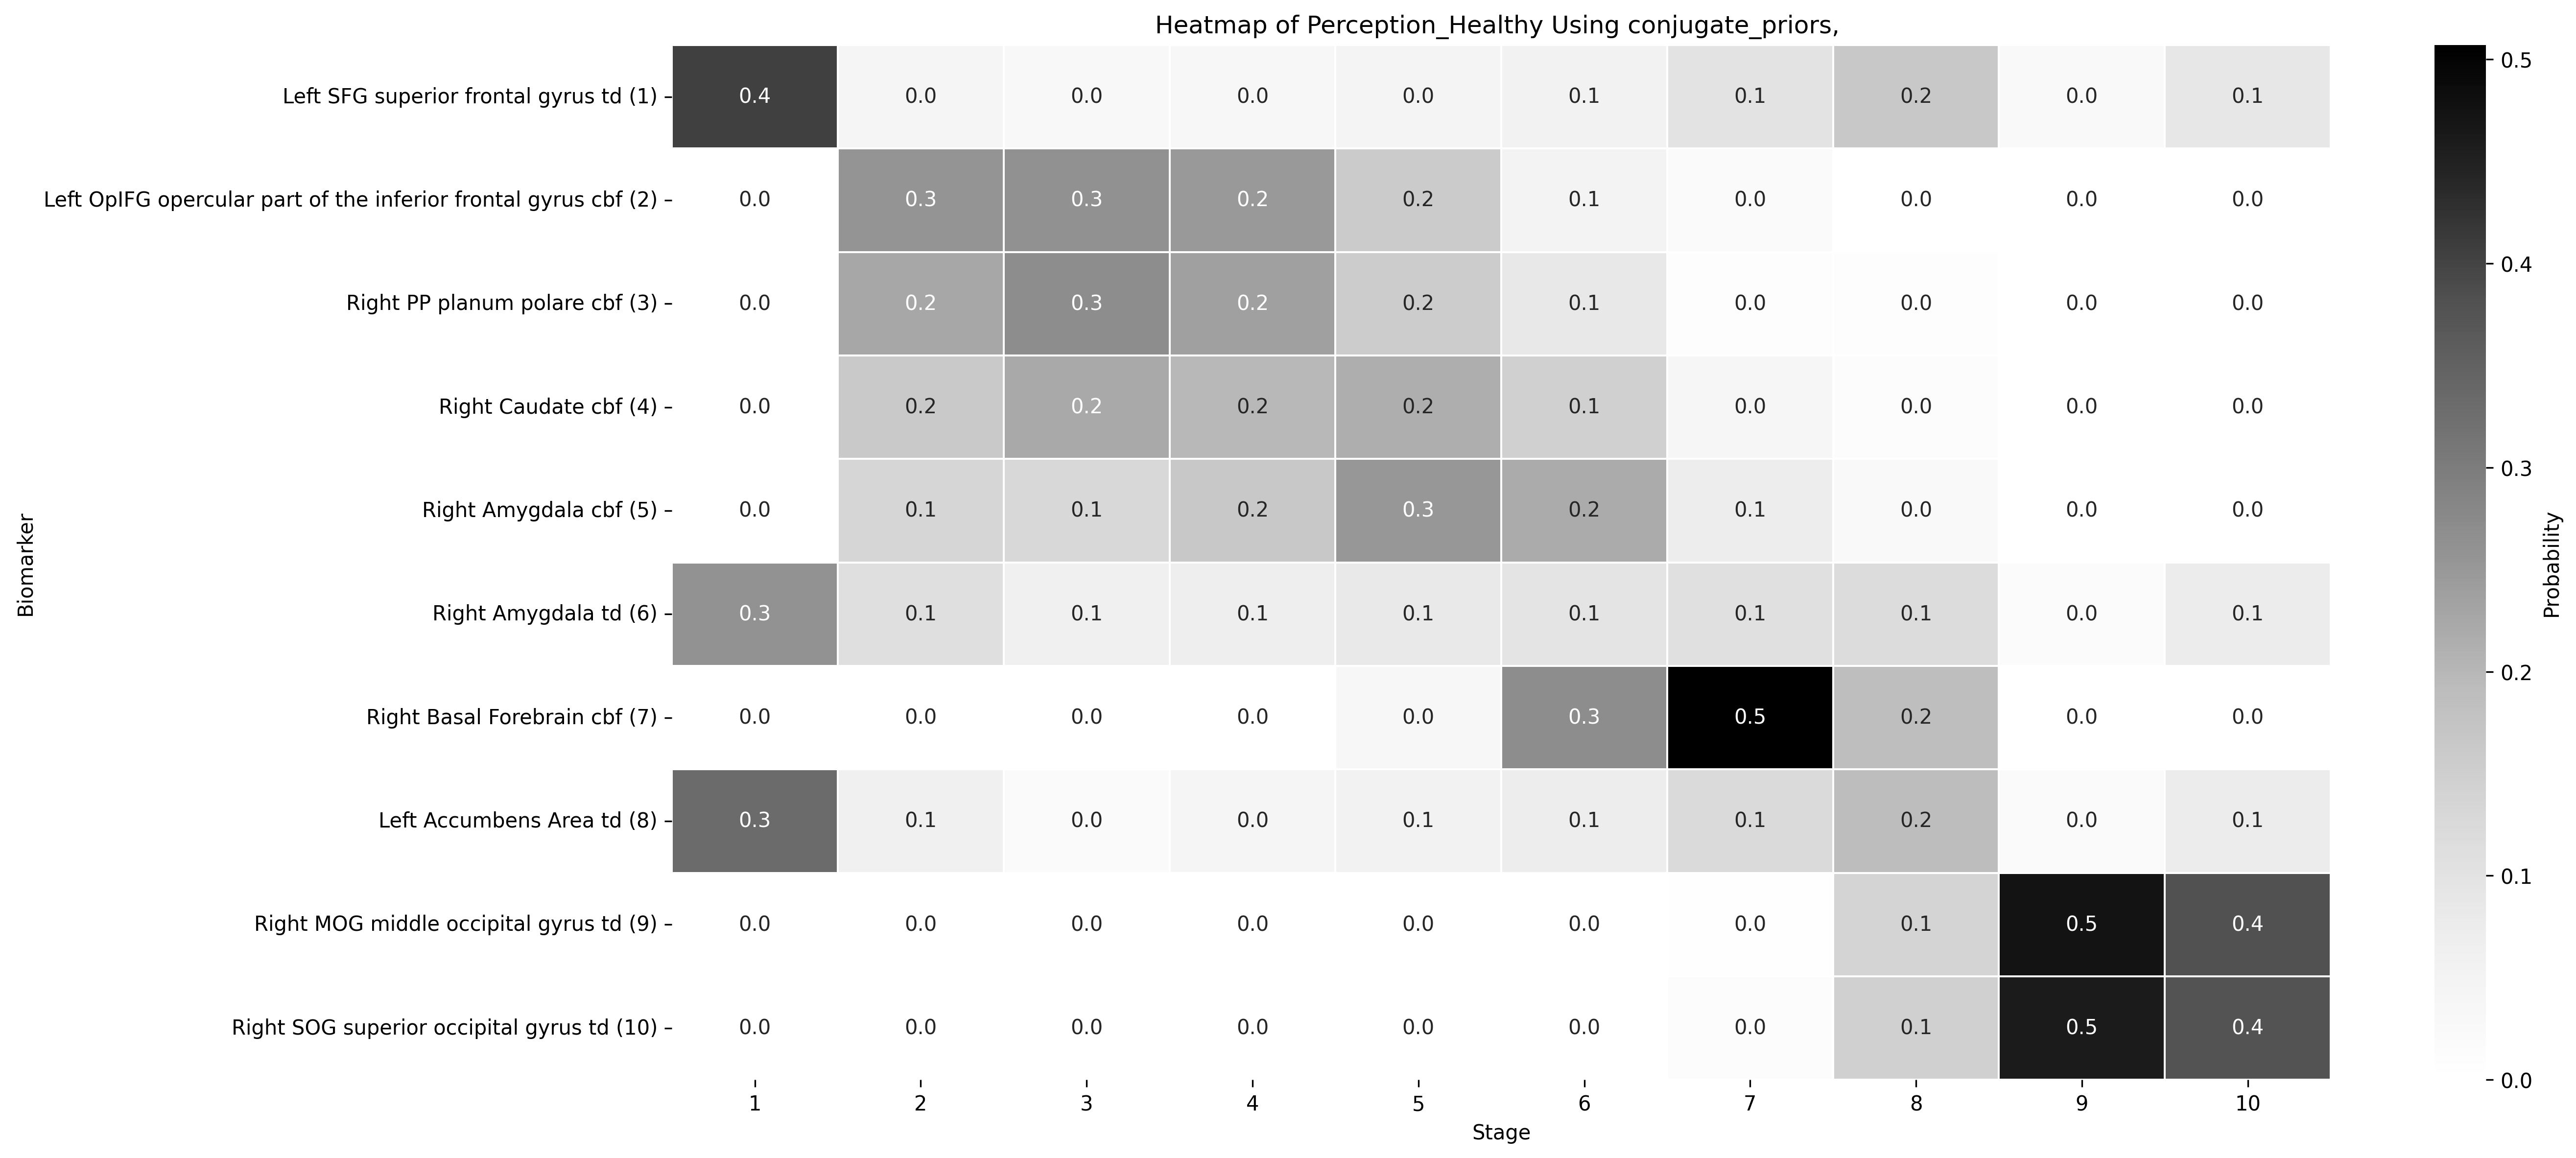 Heatmap of Perception_Healthy Using conjugate_priors,
Left SFG superior frontal gyrus td (1) 0.4 0.0 0.0 0.0 0.0 0.1 0.1 0.2 0.0 0.1
Left OpIFG opercular part of the inferior frontal gyrus cbf (2) 0.0 0.3 0.3 0.2 0.2 0.1 0.0 0.0 0.0 0.0
Right PP planum polare cbf (3) 0.0 0.2 0.3 0.2 0.2 0.1 0.0 0.0 0.0 0.0
Right Caudate cbf (4) 0.0 0.2 0.2 0.2 0.2 0.1 0.0 0.0 0.0 0.0
Right Amygdala cbf (5) 0.0 0.1 0.1 0.2 0.3 0.2 0.1 0.0 0.0 0.0
Right Amygdala td (6) 0.3 0.1 0.1 0.1 0.1 0.1 0.1 0.1 0.0 0.1
Right Basal Forebrain cbf (7) 0.0 0.0 0.0 0.0 0.0 0.3 0.5 0.2 0.0 0.0
Left Accumbens Area td (8) 0.3 0.1 0.0 0.0 0.1 0.1 0.1 0.2 0.0 0.1
Right MOG middle occipital gyrus td (9) 0.0 0.0 0.0 0.0 0.0 0.0 0.0 0.1 0.5 0.4
Right SOG superior occipital gyrus td (10) 0.0 0.0 0.0 0.0 0.0 0.0 0.0 0.1 0.5 0.4
1 2 3 4 5 6 7 8 9 10
Stage
Biomarker
0.5
0.4
0.3
0.2
0.1
0.0
Probability